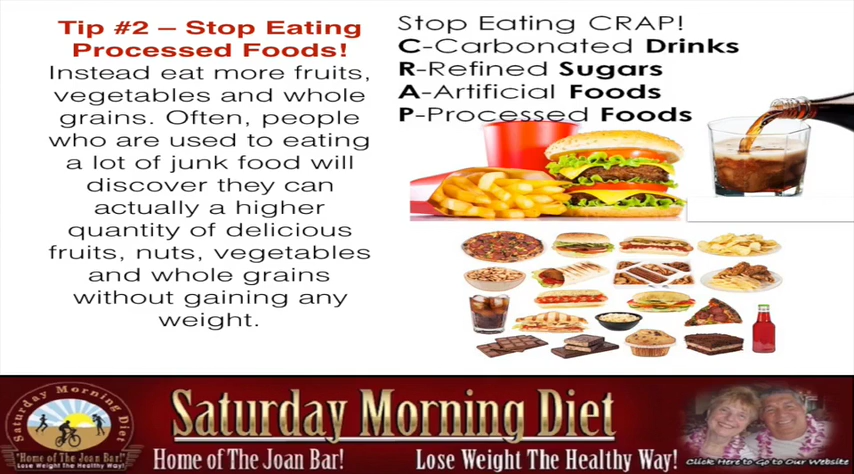 Tip #2 – Stop Eating
Processed Foods!
Instead eat more fruits,
vegetables and whole
grains. Often, people
who are used to eating
a lot of junk food will
discover they can
actually a higher
quantity of delicious
fruits, nuts, vegetables
and whole grains
without gaining any
weight.
Stop Eating CRAP!
C-Carbonated Drinks
R-Refined Sugars
A-Artificial Foods
P-Processed Foods
Saturday Morning Diet
"Home of The Joan Bar!"
Lose Weight The Healthy Way!
Saturday Morning Diet
Home of The Joan Bar!
Lose Weight The Healthy Way!
Click Here to Go to Our Website